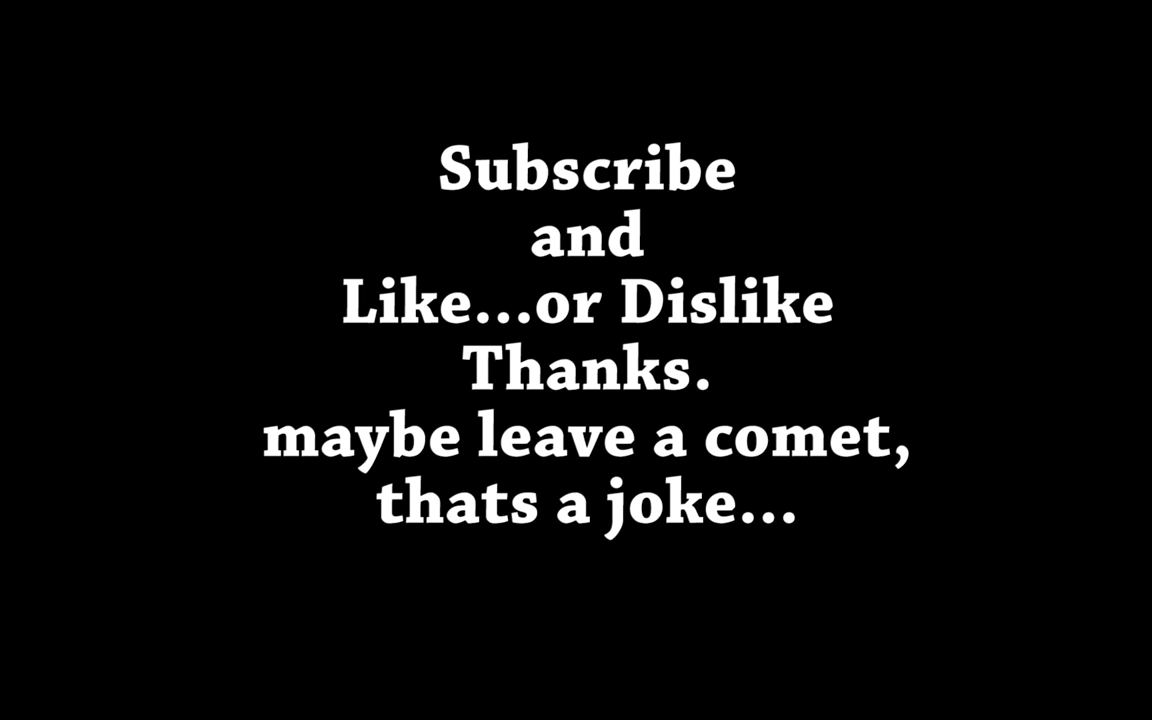 Subscribe
and
Like...or Dislike
Thanks.
maybe leave a comet,
thats a joke...